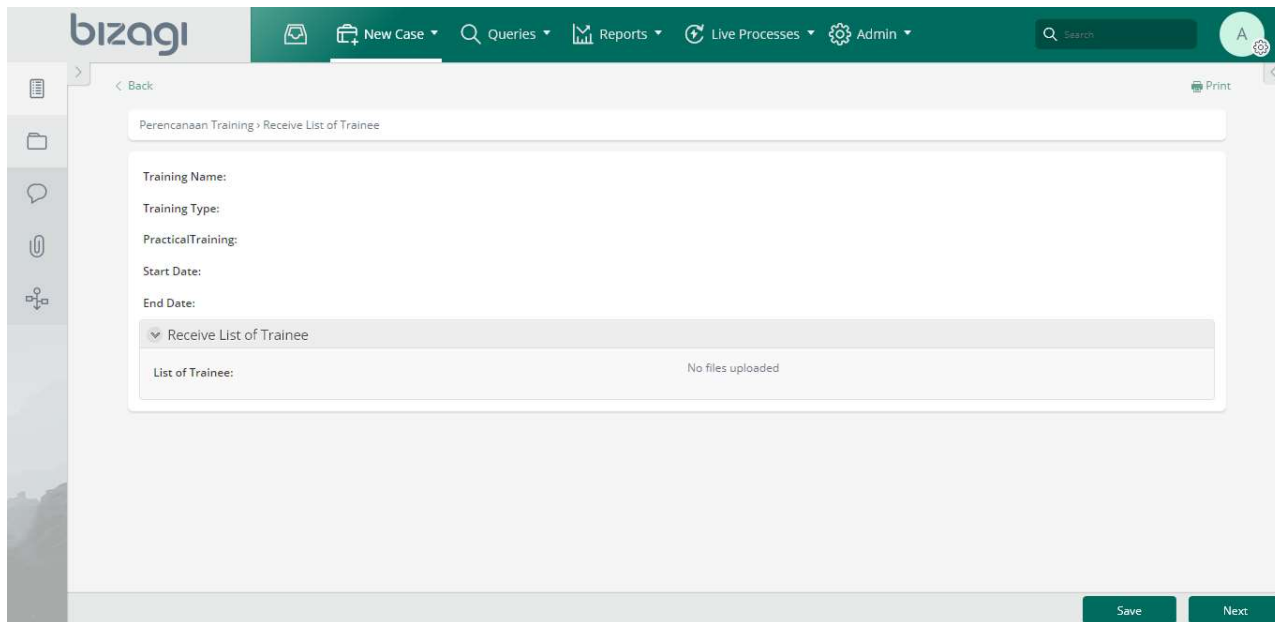 bizagi New Case Queries Reports Live Processes Admin Search A
Back Print
Perencanaan Training › Receive List of Trainee
Training Name:
Training Type:
PracticalTraining:
Start Date:
End Date:
Receive List of Trainee
List of Trainee: No files uploaded
Save Next